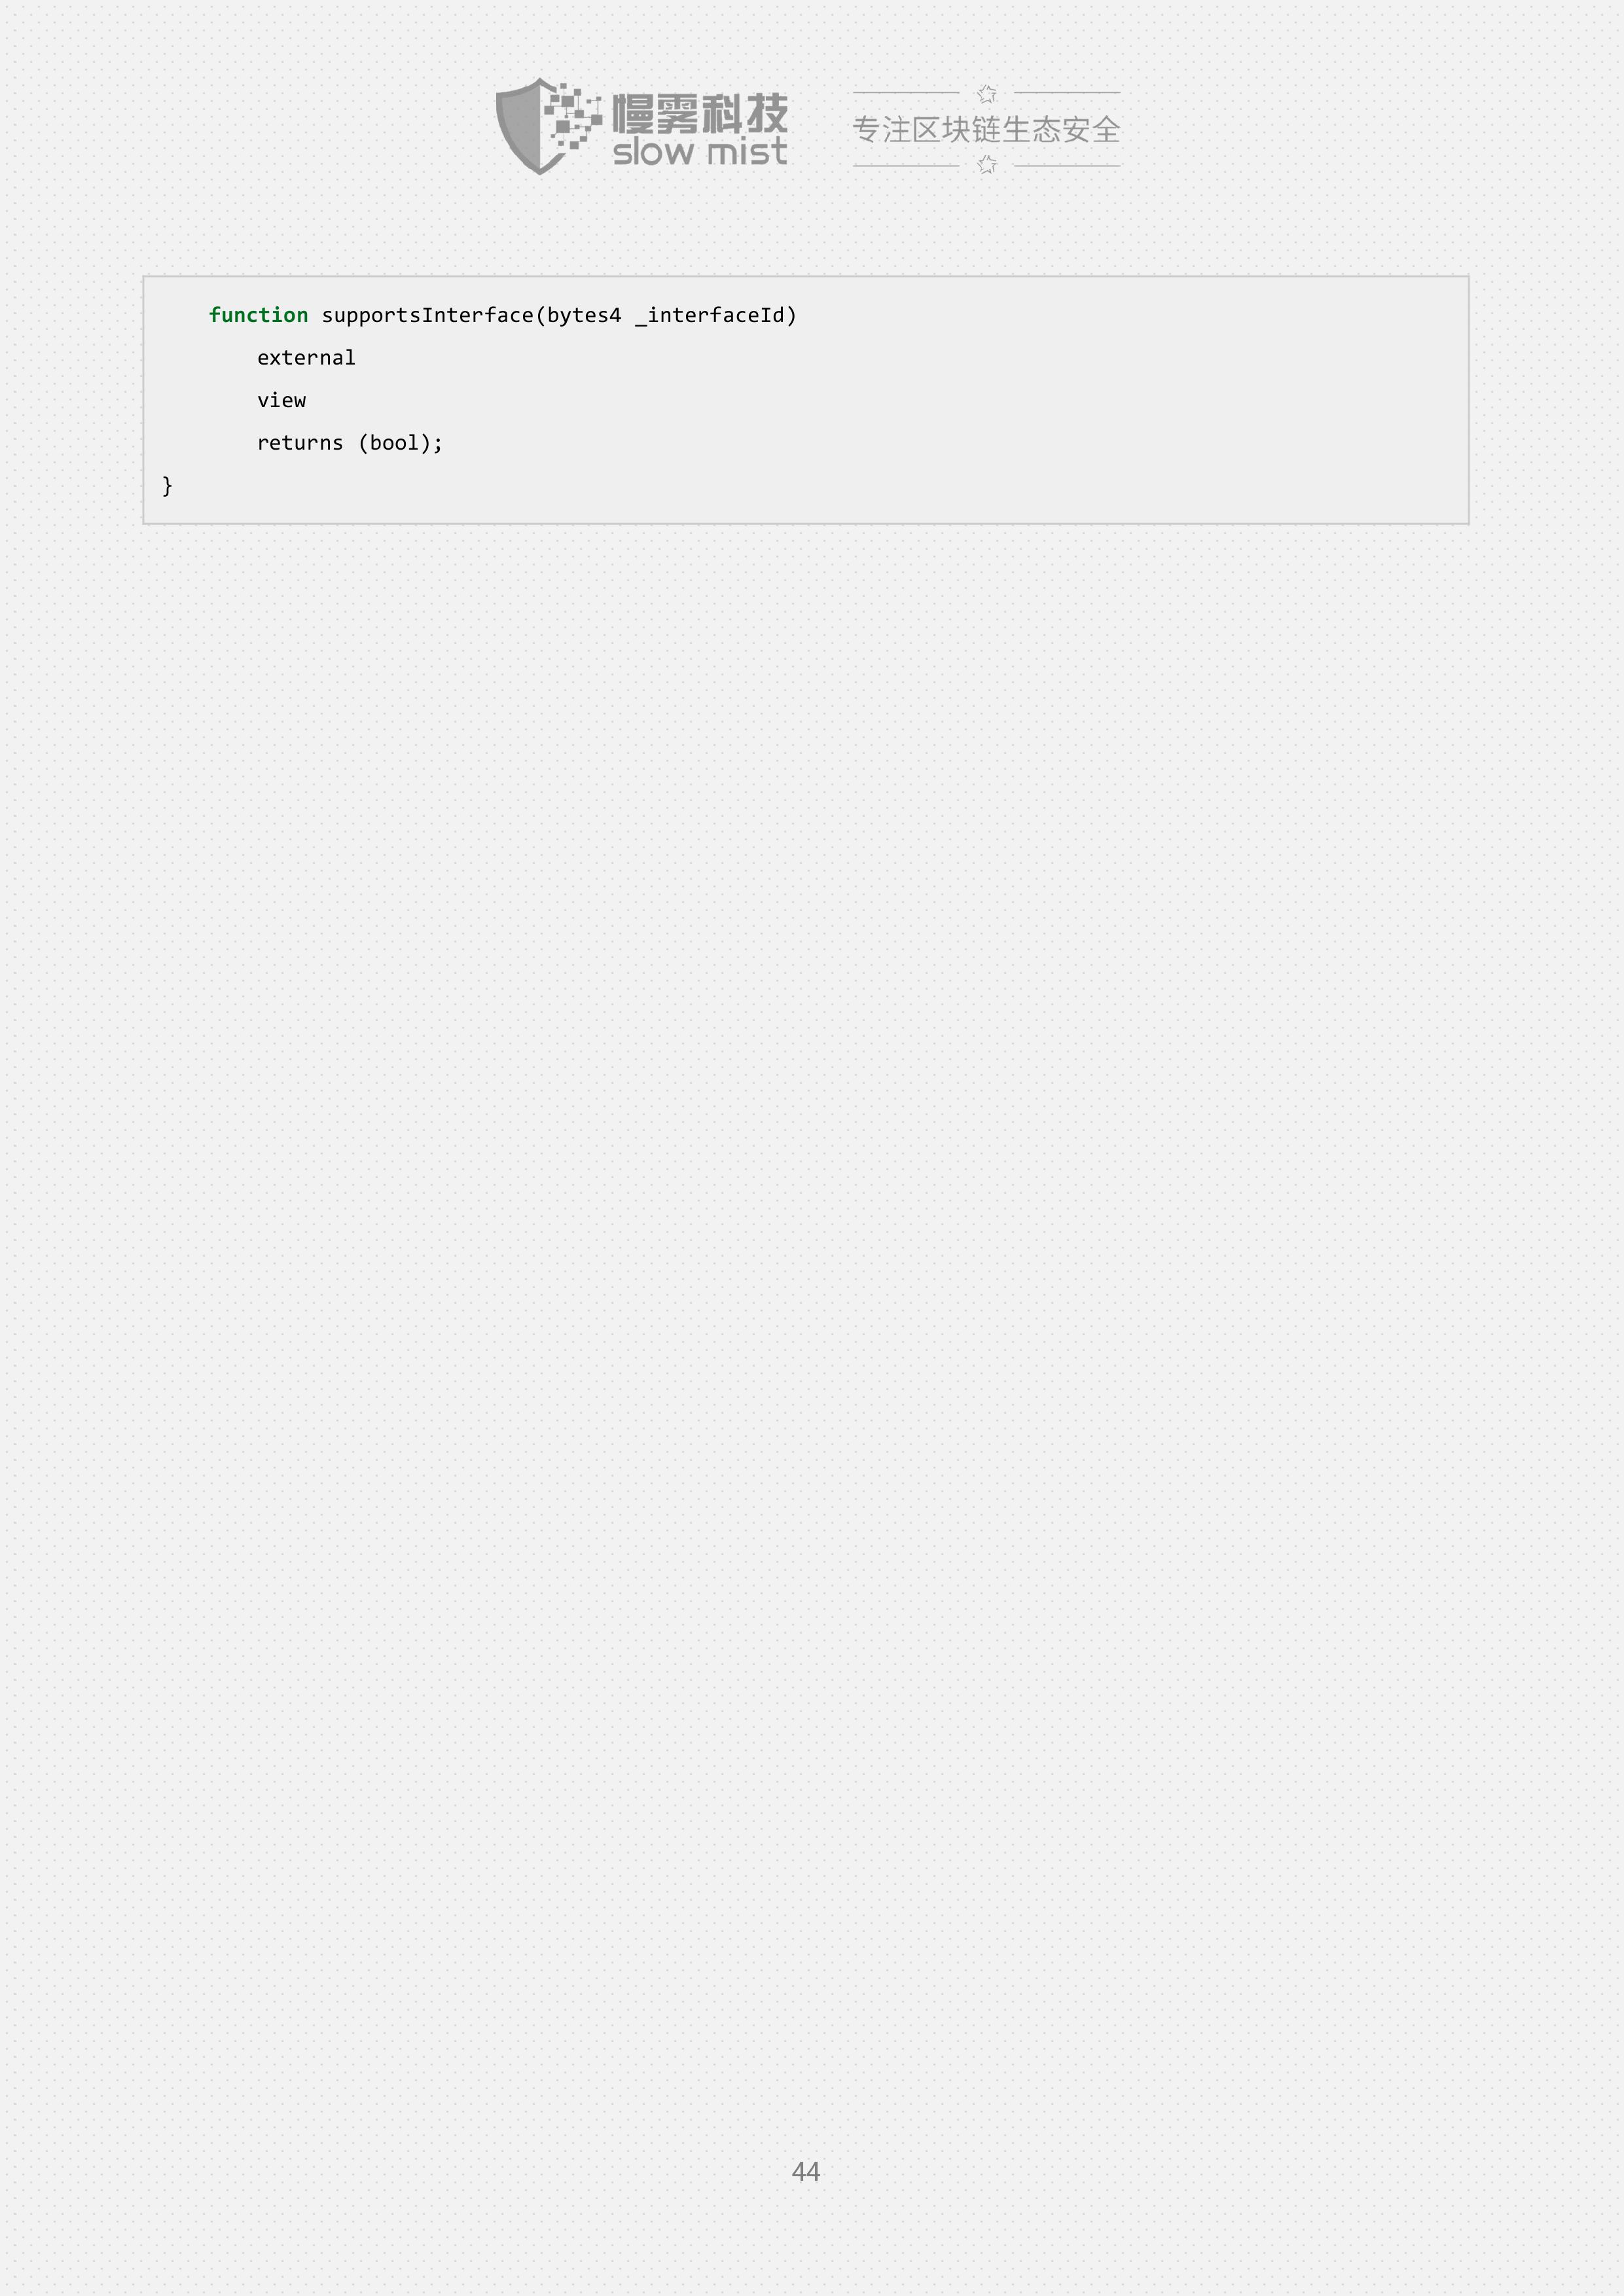 慢雾科技
slow mist
专注区块链生态安全
    function supportsInterface(bytes4 _interfaceId)
        external
        view
        returns (bool);
}
44